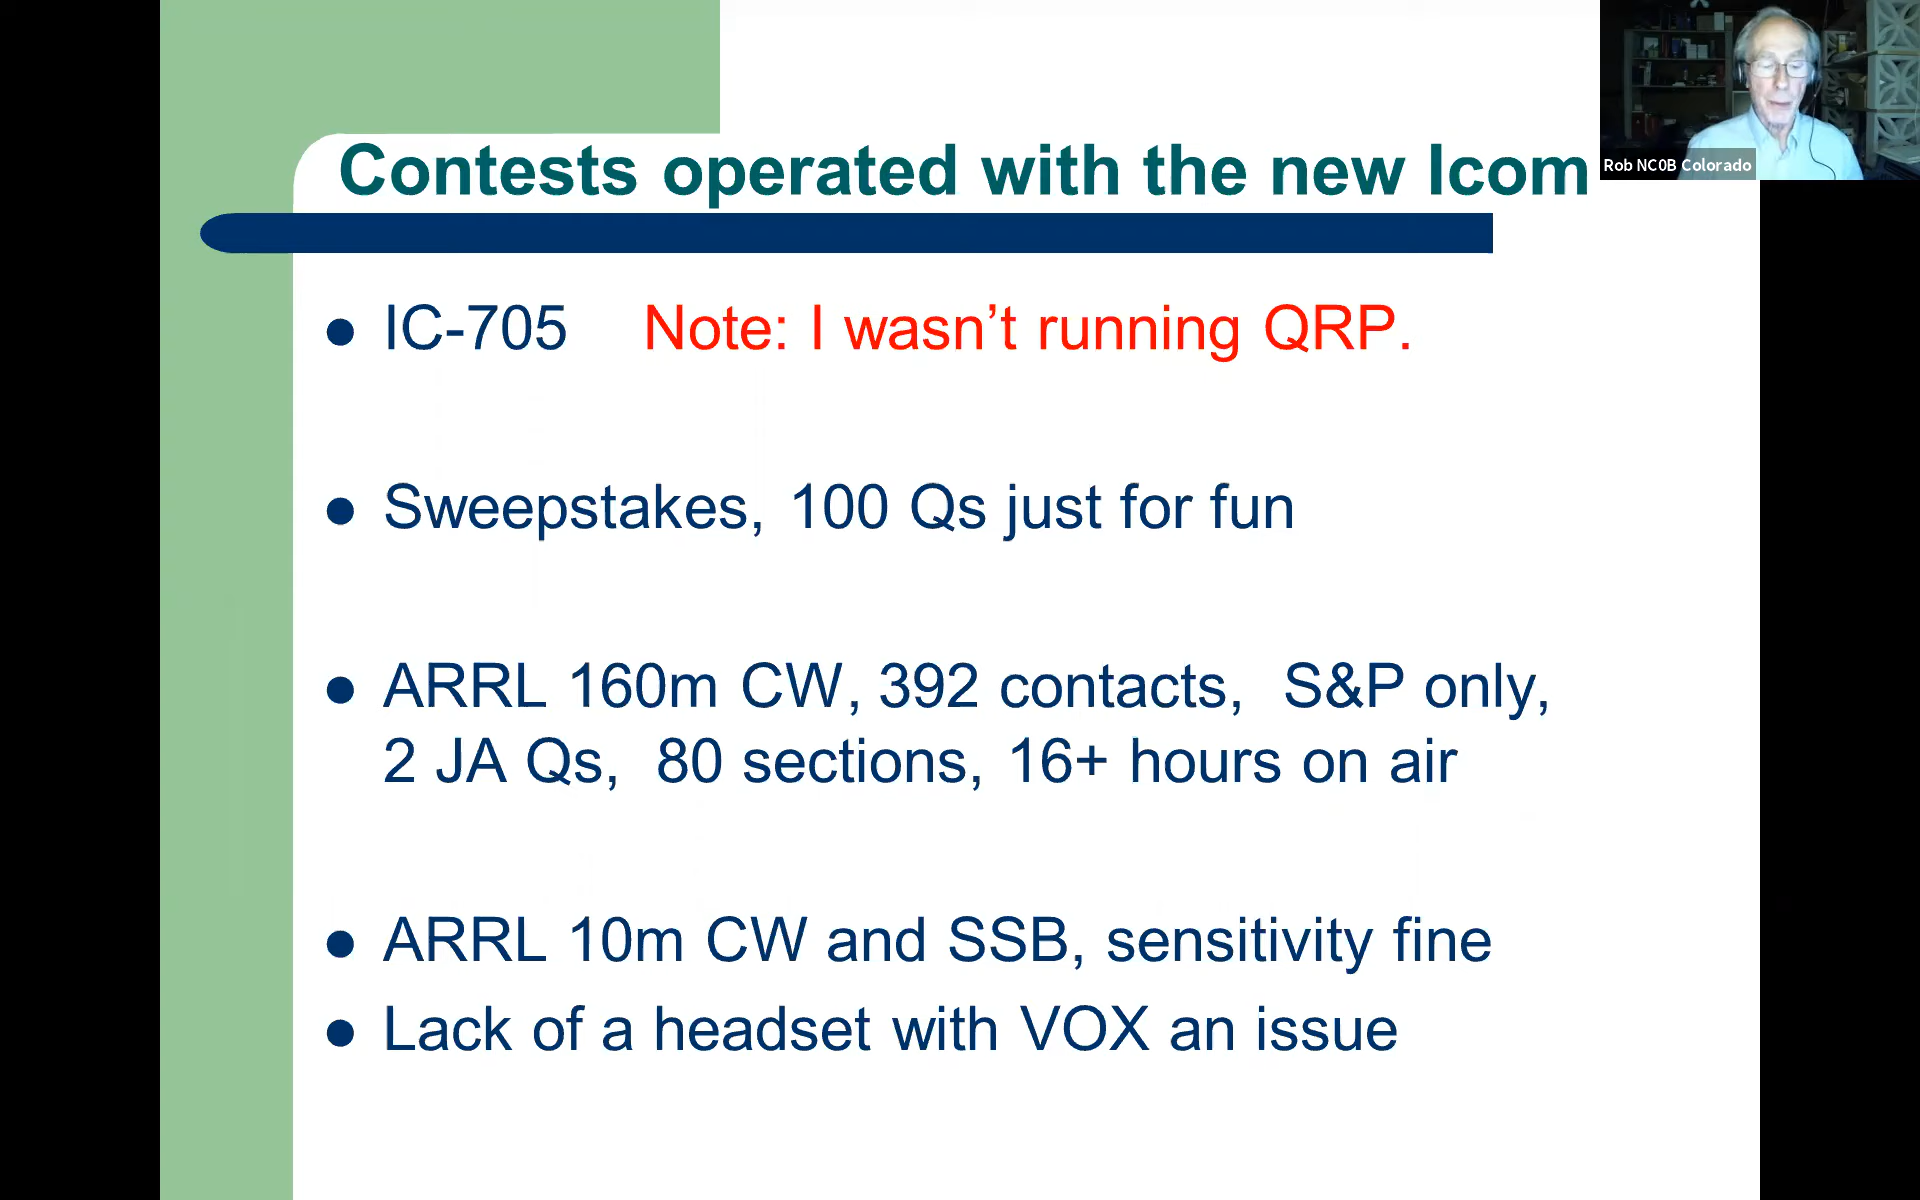 Contests operated with the new Icom
Rob NC0B Colorado
IC-705 Note: I wasn’t running QRP.
Sweepstakes, 100 Qs just for fun
ARRL 160m CW, 392 contacts, S&P only,
2 JA Qs, 80 sections, 16+ hours on air
ARRL 10m CW and SSB, sensitivity fine
Lack of a headset with VOX an issue